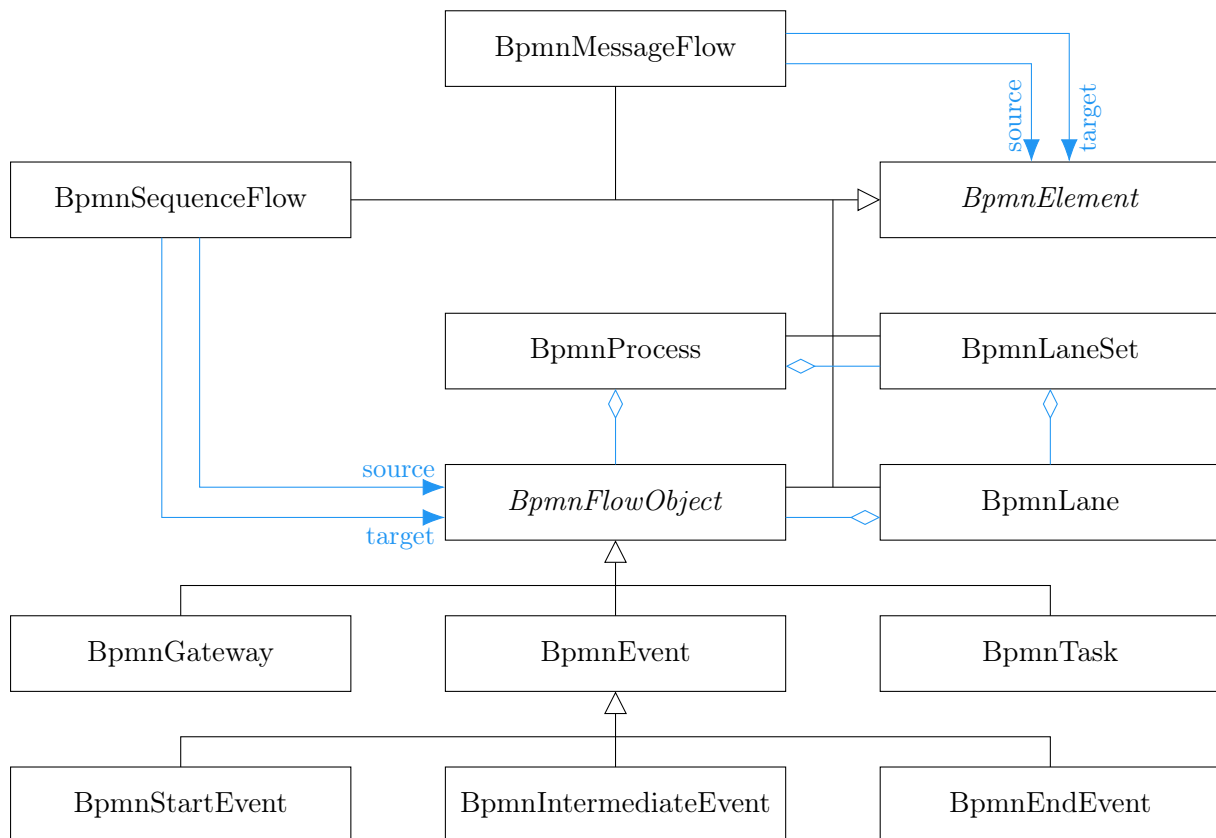 BpmnMessageFlow
source
target
BpmnSequenceFlow
BpmnElement
BpmnProcess
BpmnLaneSet
source
BpmnFlowObject
BpmnLane
target
BpmnGateway
BpmnEvent
BpmnTask
BpmnStartEvent
BpmnIntermediateEvent
BpmnEndEvent